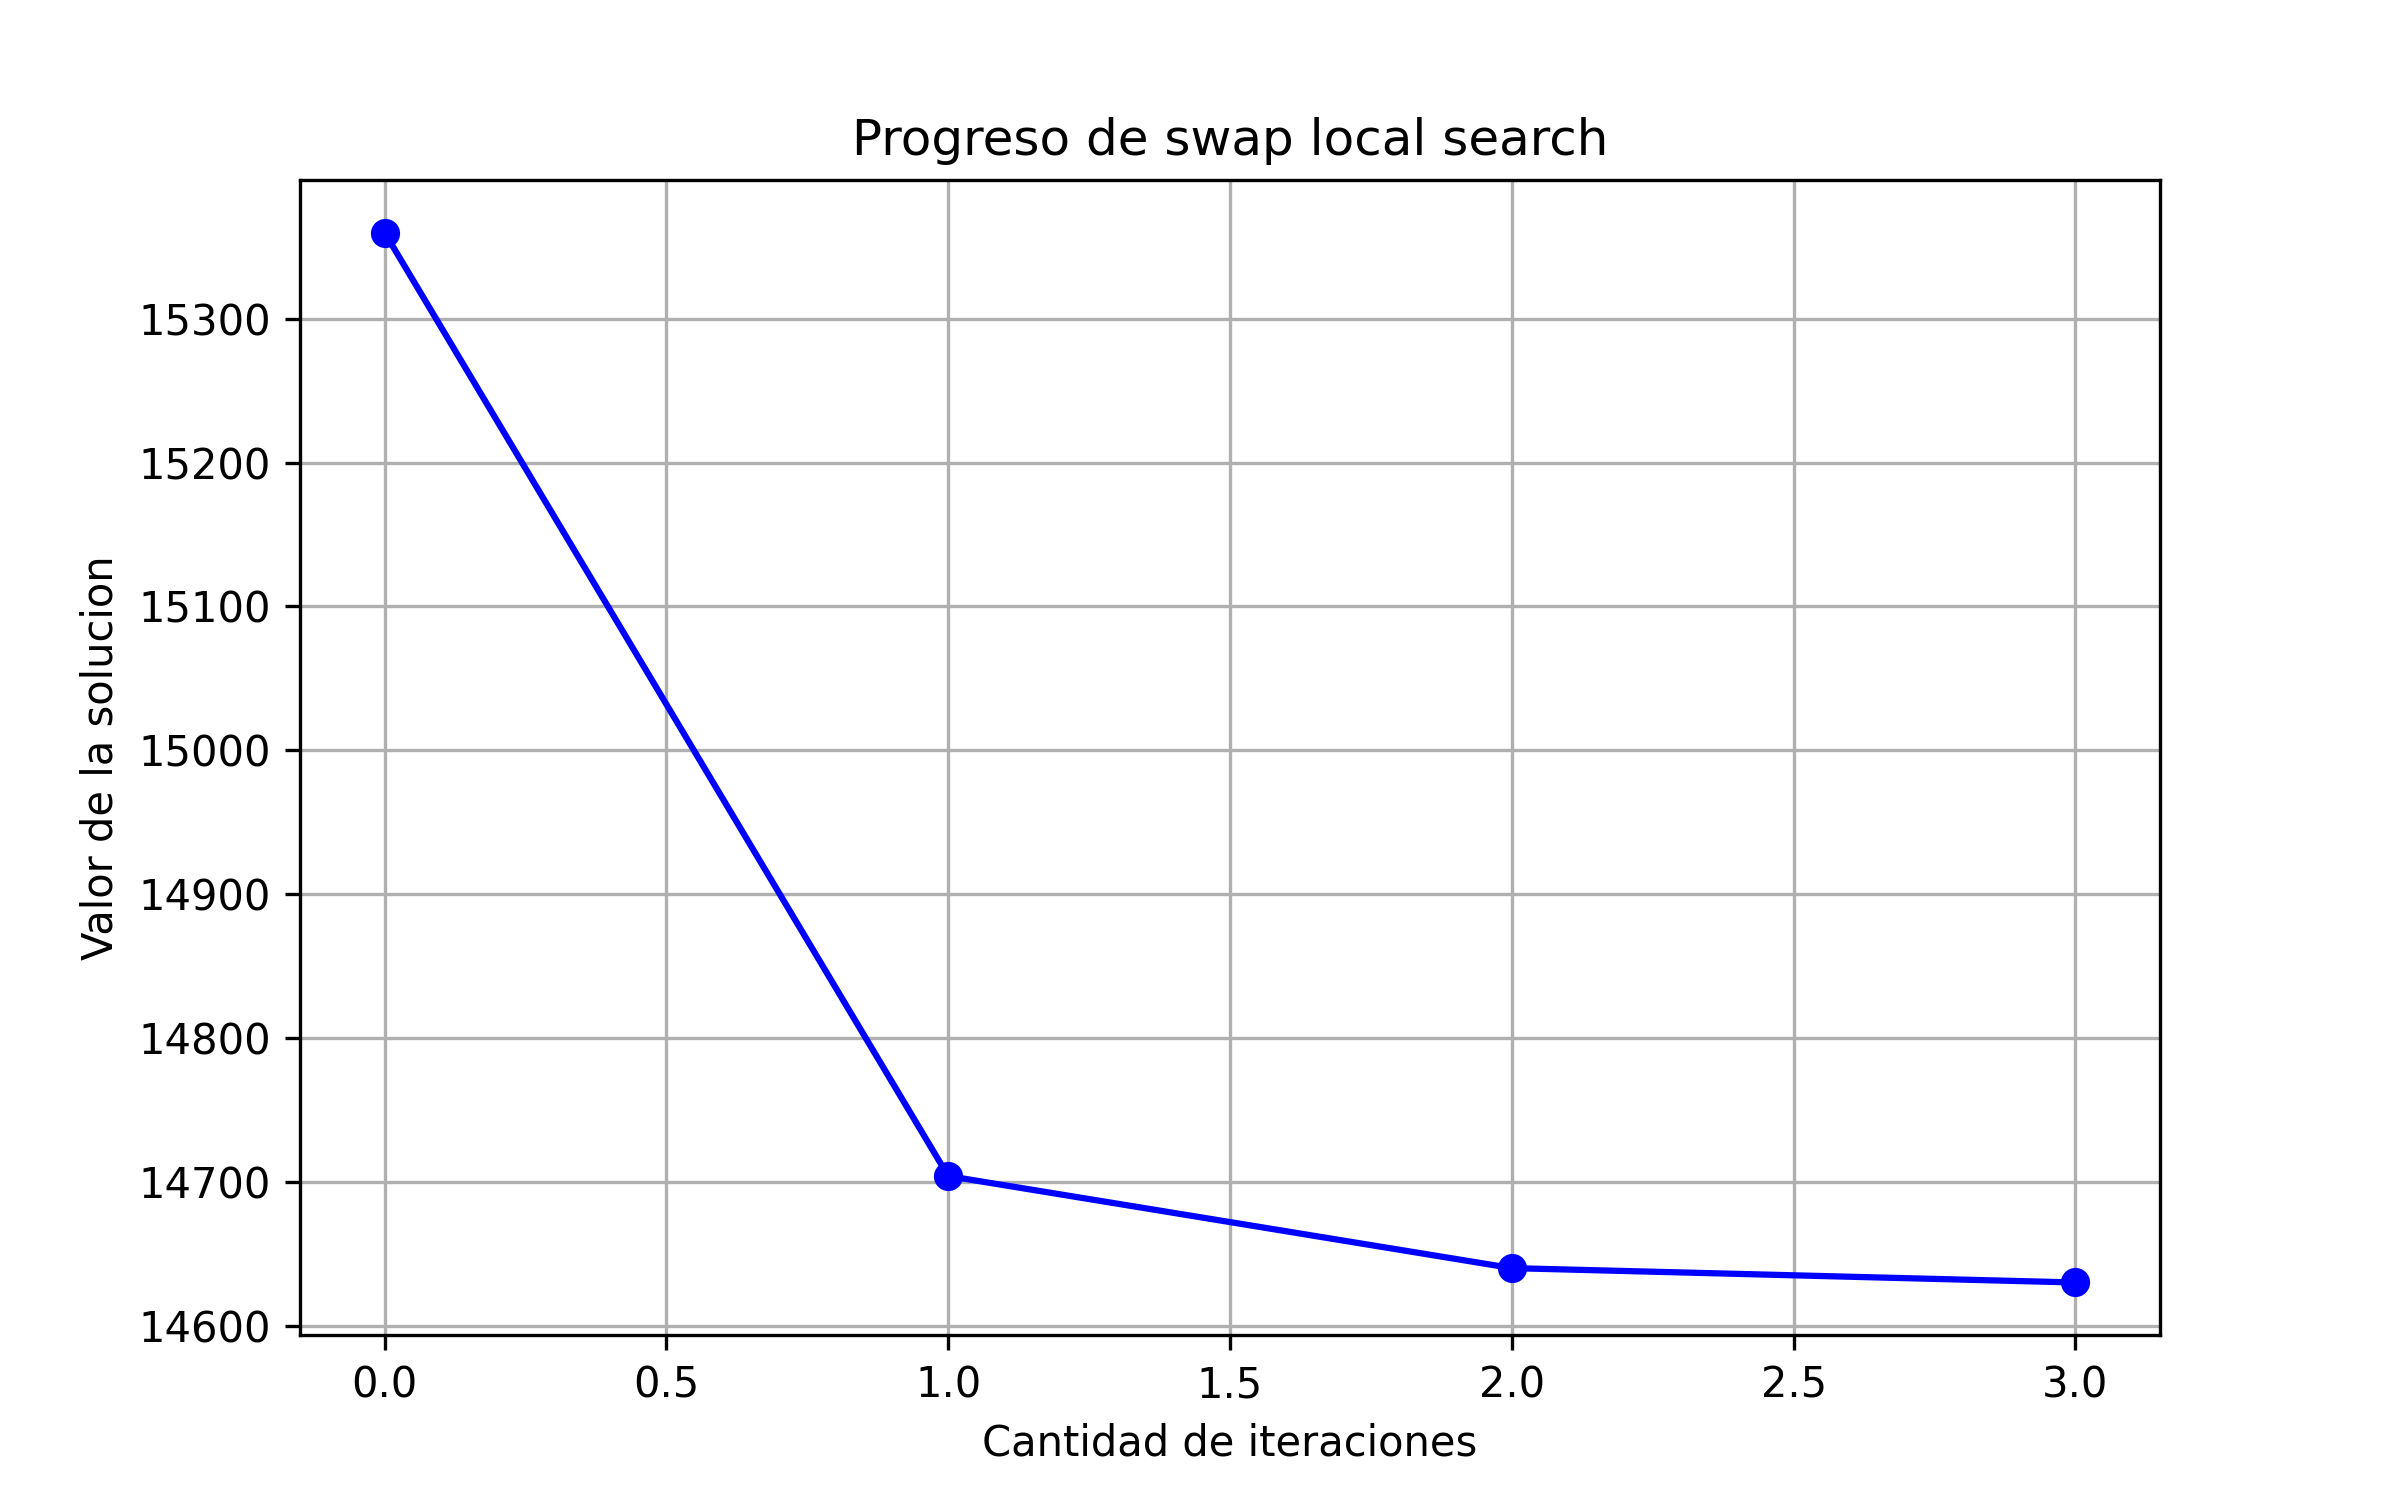 Progreso de swap local search
15300
15200
15100
15000
14900
14800
14700
14600
Valor de la solucion
0.0 0.5 1.0 1.5 2.0 2.5 3.0
Cantidad de iteraciones